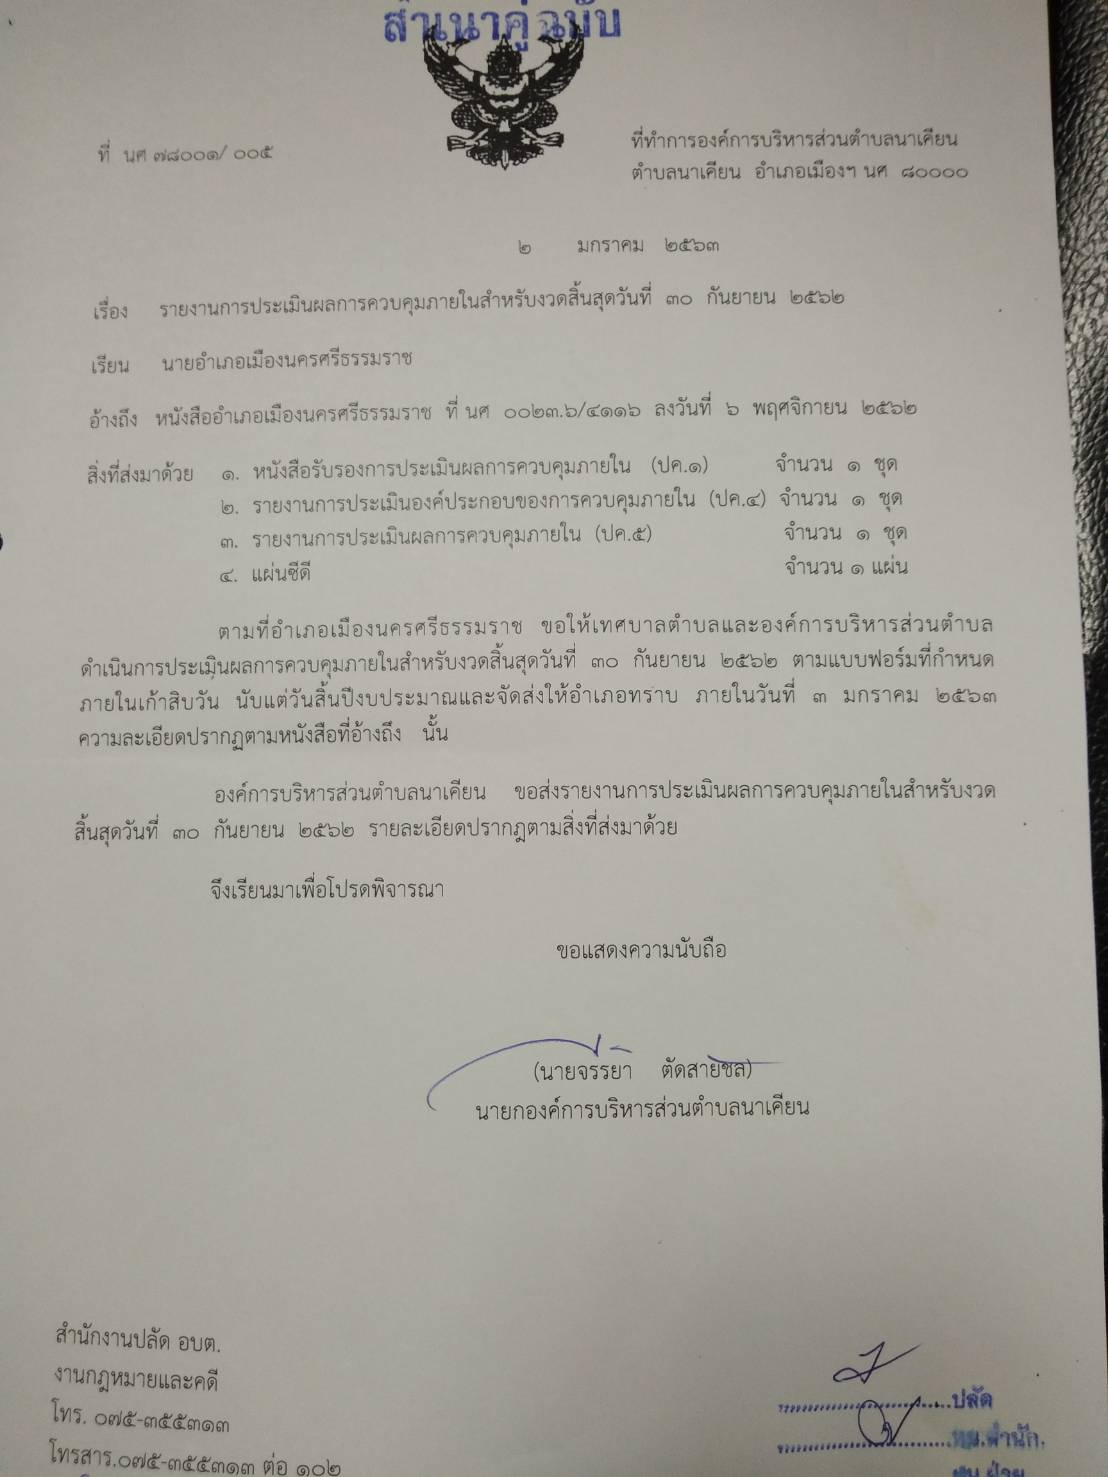 สำเนาคู่ฉบับ
ที่ นศ ๗๘๐๐๑/ ๐๐๕
ที่ทำการองค์การบริหารส่วนตำบลนาเคียน
ตำบลนาเคียน อำเภอเมืองฯ นศ ๘๐๐๐๐
๒ มกราคม ๒๕๖๓
เรื่อง รายงานการประเมินผลการควบคุมภายในสำหรับงวดสิ้นสุดวันที่ ๓๐ กันยายน ๒๕๖๒
เรียน นายอำเภอเมืองนครศรีธรรมราช
อ้างถึง หนังสืออำเภอเมืองนครศรีธรรมราช ที่ นศ ๐๐๒๓.๖/๔๑๑๖ ลงวันที่ ๖ พฤศจิกายน ๒๕๖๒
สิ่งที่ส่งมาด้วย ๑. หนังสือรับรองการประเมินผลการควบคุมภายใน (ปค.๑) จำนวน ๑ ชุด
๒. รายงานการประเมินองค์ประกอบของการควบคุมภายใน (ปค.๔) จำนวน ๑ ชุด
๓. รายงานการประเมินผลการควบคุมภายใน (ปค.๕) จำนวน ๑ ชุด
๔. แผ่นซีดี จำนวน ๑ แผ่น
ตามที่อำเภอเมืองนครศรีธรรมราช ขอให้เทศบาลตำบลและองค์การบริหารส่วนตำบล
ดำเนินการประเมินผลการควบคุมภายในสำหรับงวดสิ้นสุดวันที่ ๓๐ กันยายน ๒๕๖๒ ตามแบบฟอร์มที่กำหนด
ภายในเก้าสิบวัน นับแต่วันสิ้นปีงบประมาณและจัดส่งให้อำเภอทราบ ภายในวันที่ ๓ มกราคม ๒๕๖๓
ความละเอียดปรากฏตามหนังสือที่อ้างถึง นั้น
องค์การบริหารส่วนตำบลนาเคียน ขอส่งรายงานการประเมินผลการควบคุมภายในสำหรับงวด
สิ้นสุดวันที่ ๓๐ กันยายน ๒๕๖๒ รายละเอียดปรากฎตามสิ่งที่ส่งมาด้วย
จึงเรียนมาเพื่อโปรดพิจารณา
ขอแสดงความนับถือ
(นายจรรยา ตัดสายชล)
นายกองค์การบริหารส่วนตำบลนาเคียน
สำนักงานปลัด อบต.
งานกฎหมายและคดี
โทร. ๐๗๕-๓๕๕๓๑๓
โทรสาร.๐๗๕-๓๕๕๓๑๓ ต่อ ๑๐๒
ปลัด
สำนัก.